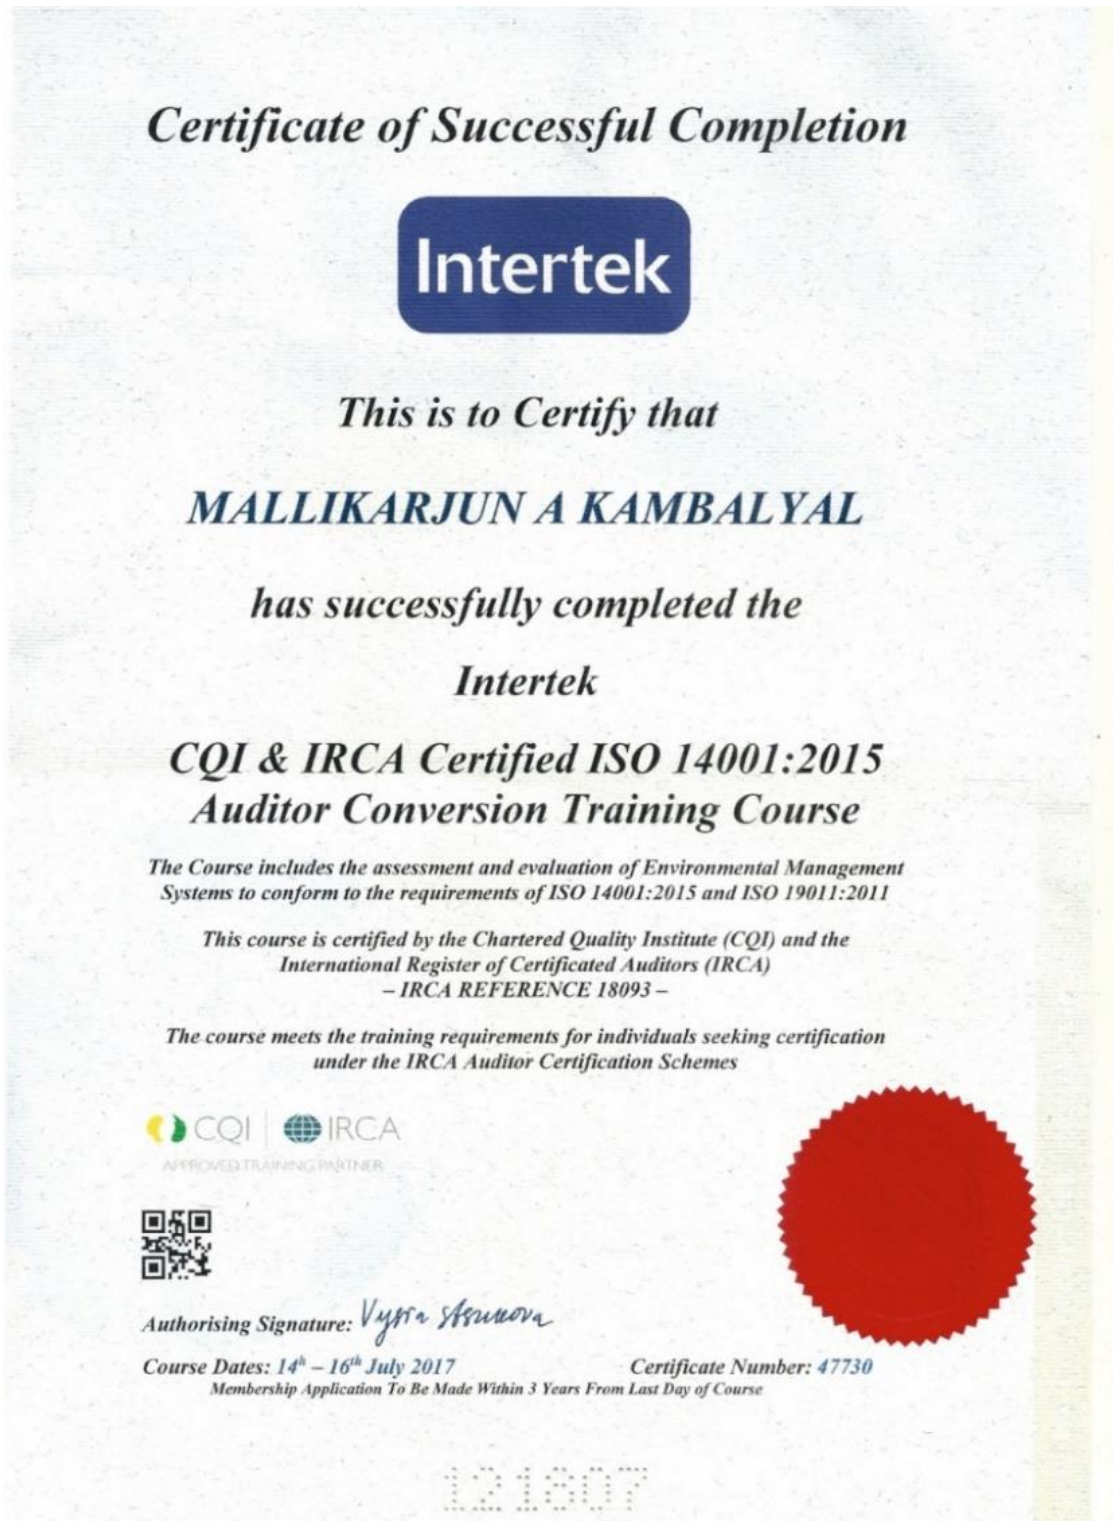 Certificate of Successful Completion
Intertek
This is to Certify that
MALLIKARJUN A KAMBALYAL
has successfully completed the
Intertek
CQI & IRCA Certified ISO 14001:2015
Auditor Conversion Training Course
The Course includes the assessment and evaluation of Environmental Management
Systems to conform to the requirements of ISO 14001:2015 and ISO 19011:2011
This course is certified by the Chartered Quality Institute (CQI) and the
International Register of Certificated Auditors (IRCA)
– IRCA REFERENCE 18093 –
The course meets the training requirements for individuals seeking certification
under the IRCA Auditor Certification Schemes
CQI IRCA
APPROVED TRAINING PARTNER
Authorising Signature:
Course Dates: 14h – 16th July 2017 Certificate Number: 47730
Membership Application To Be Made Within 3 Years From Last Day of Course
121807